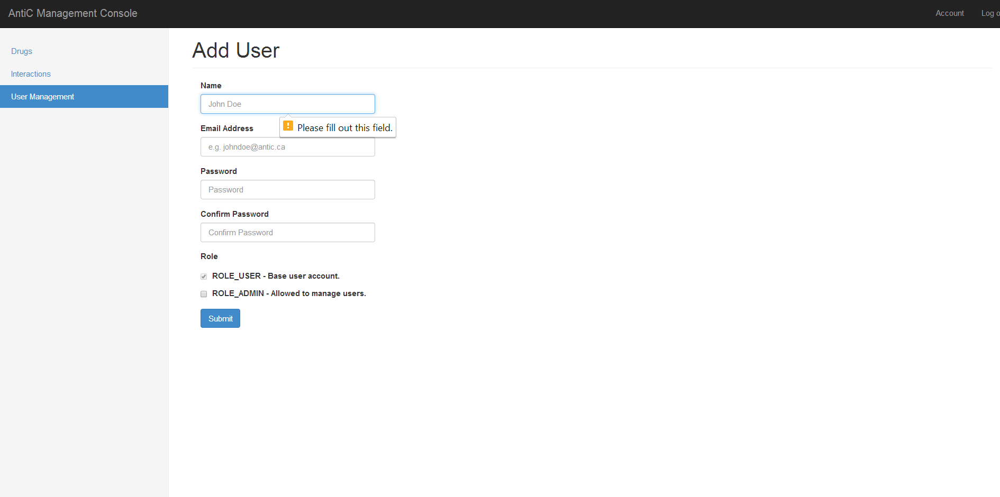 AntiC Management Console
Account
Log o
Drugs
Interactions
User Management
Add User
Name
John Doe
Please fill out this field.
Email Address
e.g. johndoe@antic.ca
Password
Password
Confirm Password
Confirm Password
Role
ROLE_USER - Base user account.
ROLE_ADMIN - Allowed to manage users.
Submit